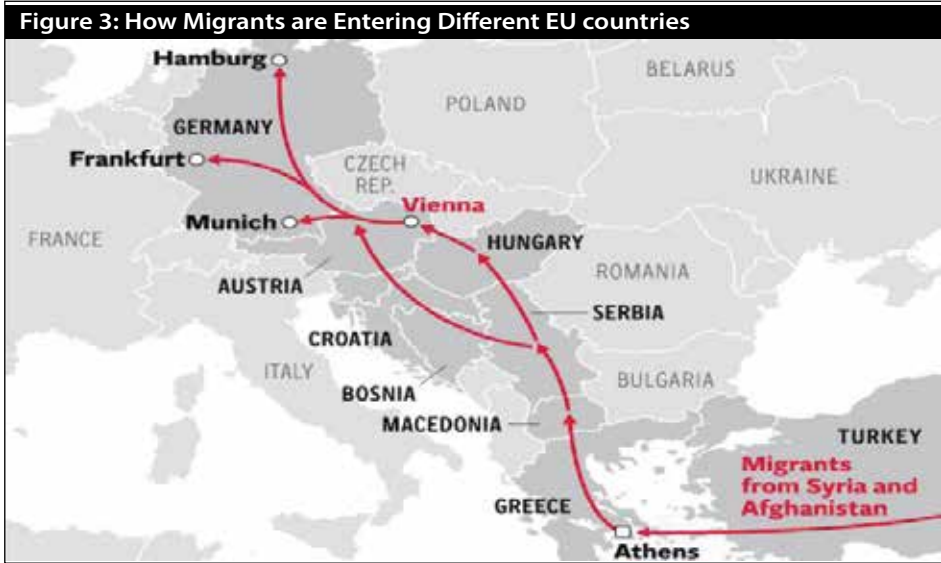 Figure 3: How Migrants are Entering Different EU countries
Hamburg
BELARUS
POLAND
GERMANY
Frankfurt
CZECH
REP.
UKRAINE
Vienna
Munich
FRANCE
HUNGARY
ROMANIA
AUSTRIA
SERBIA
CROATIA
ITALY
BOSNIA
BULGARIA
MACEDONIA
TURKEY
Migrants
from Syria and
Afghanistan
GREECE
Athens